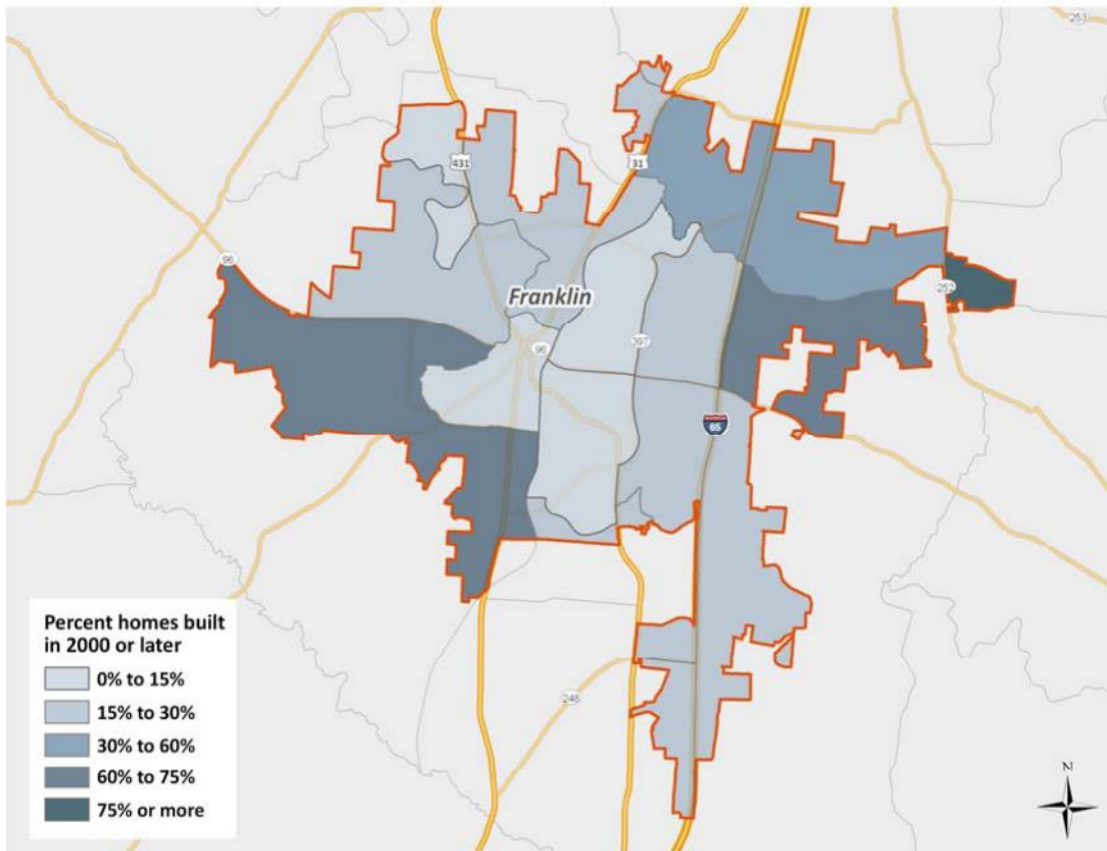 253
431
31
96
252
Franklin
397
96
65
Percent homes built
in 2000 or later
0% to 15%
15% to 30%
30% to 60%
60% to 75%
75% or more
248
N